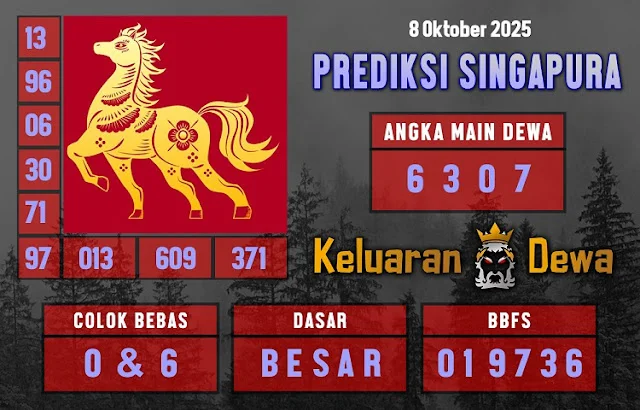 8 Oktober 2025
PREDIKSI SINGAPURA
13
96
06
30
71
97 013 609 371
ANGKA MAIN DEWA
6 3 0 7
Keluaran Dewa
COLOK BEBAS
0 & 6
DASAR
BESAR
BBFS
019736